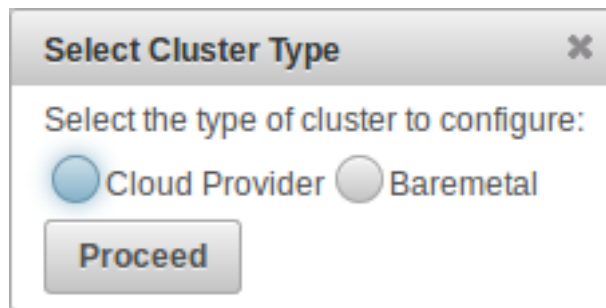 Select Cluster Type
Select the type of cluster to configure:
Cloud Provider Baremetal
Proceed